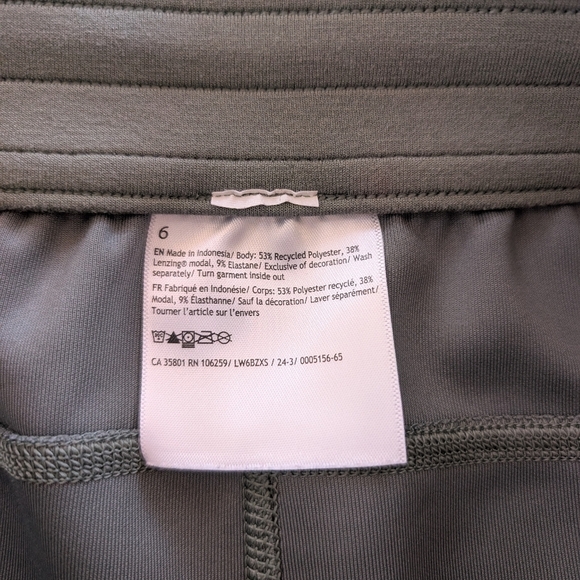 6
EN Made in Indonesia/ Body: 53% Recycled Polyester, 38%
Lenzing® modal, 9% Elastane/ Exclusive of decoration/ Wash
separately/ Turn garment inside out
FR Fabriqué en Indonésie/ Corps: 53% Polyester recyclé, 38%
Modal, 9% Élasthanne/ Sauf la décoration/ Laver séparément/
Tourner l'article sur l'envers
CA 35801 RN 106259/ LW6BZXS / 24-3/ 0005156-65